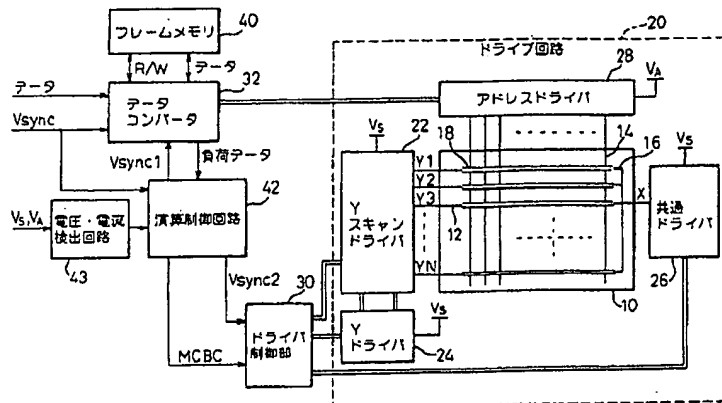 フレームメモリ
40
20
ドライブ回路
R/W
データ
32
28
VA
データ
データ
コンバータ
アドレスドライバ
Vsync
Vs
22
18
14
16
Vs
Vsync1
負荷データ
Y1
Y2
Y3
YN
42
Y
スキャン
ドライバ
12
X
共通
ドライバ
26
Vs,VA
電圧・電流
検出回路
43
演算制御回路
Vsync2
30
10
Vs
ドライバ
制御部
Y
ドライバ
24
MCBC